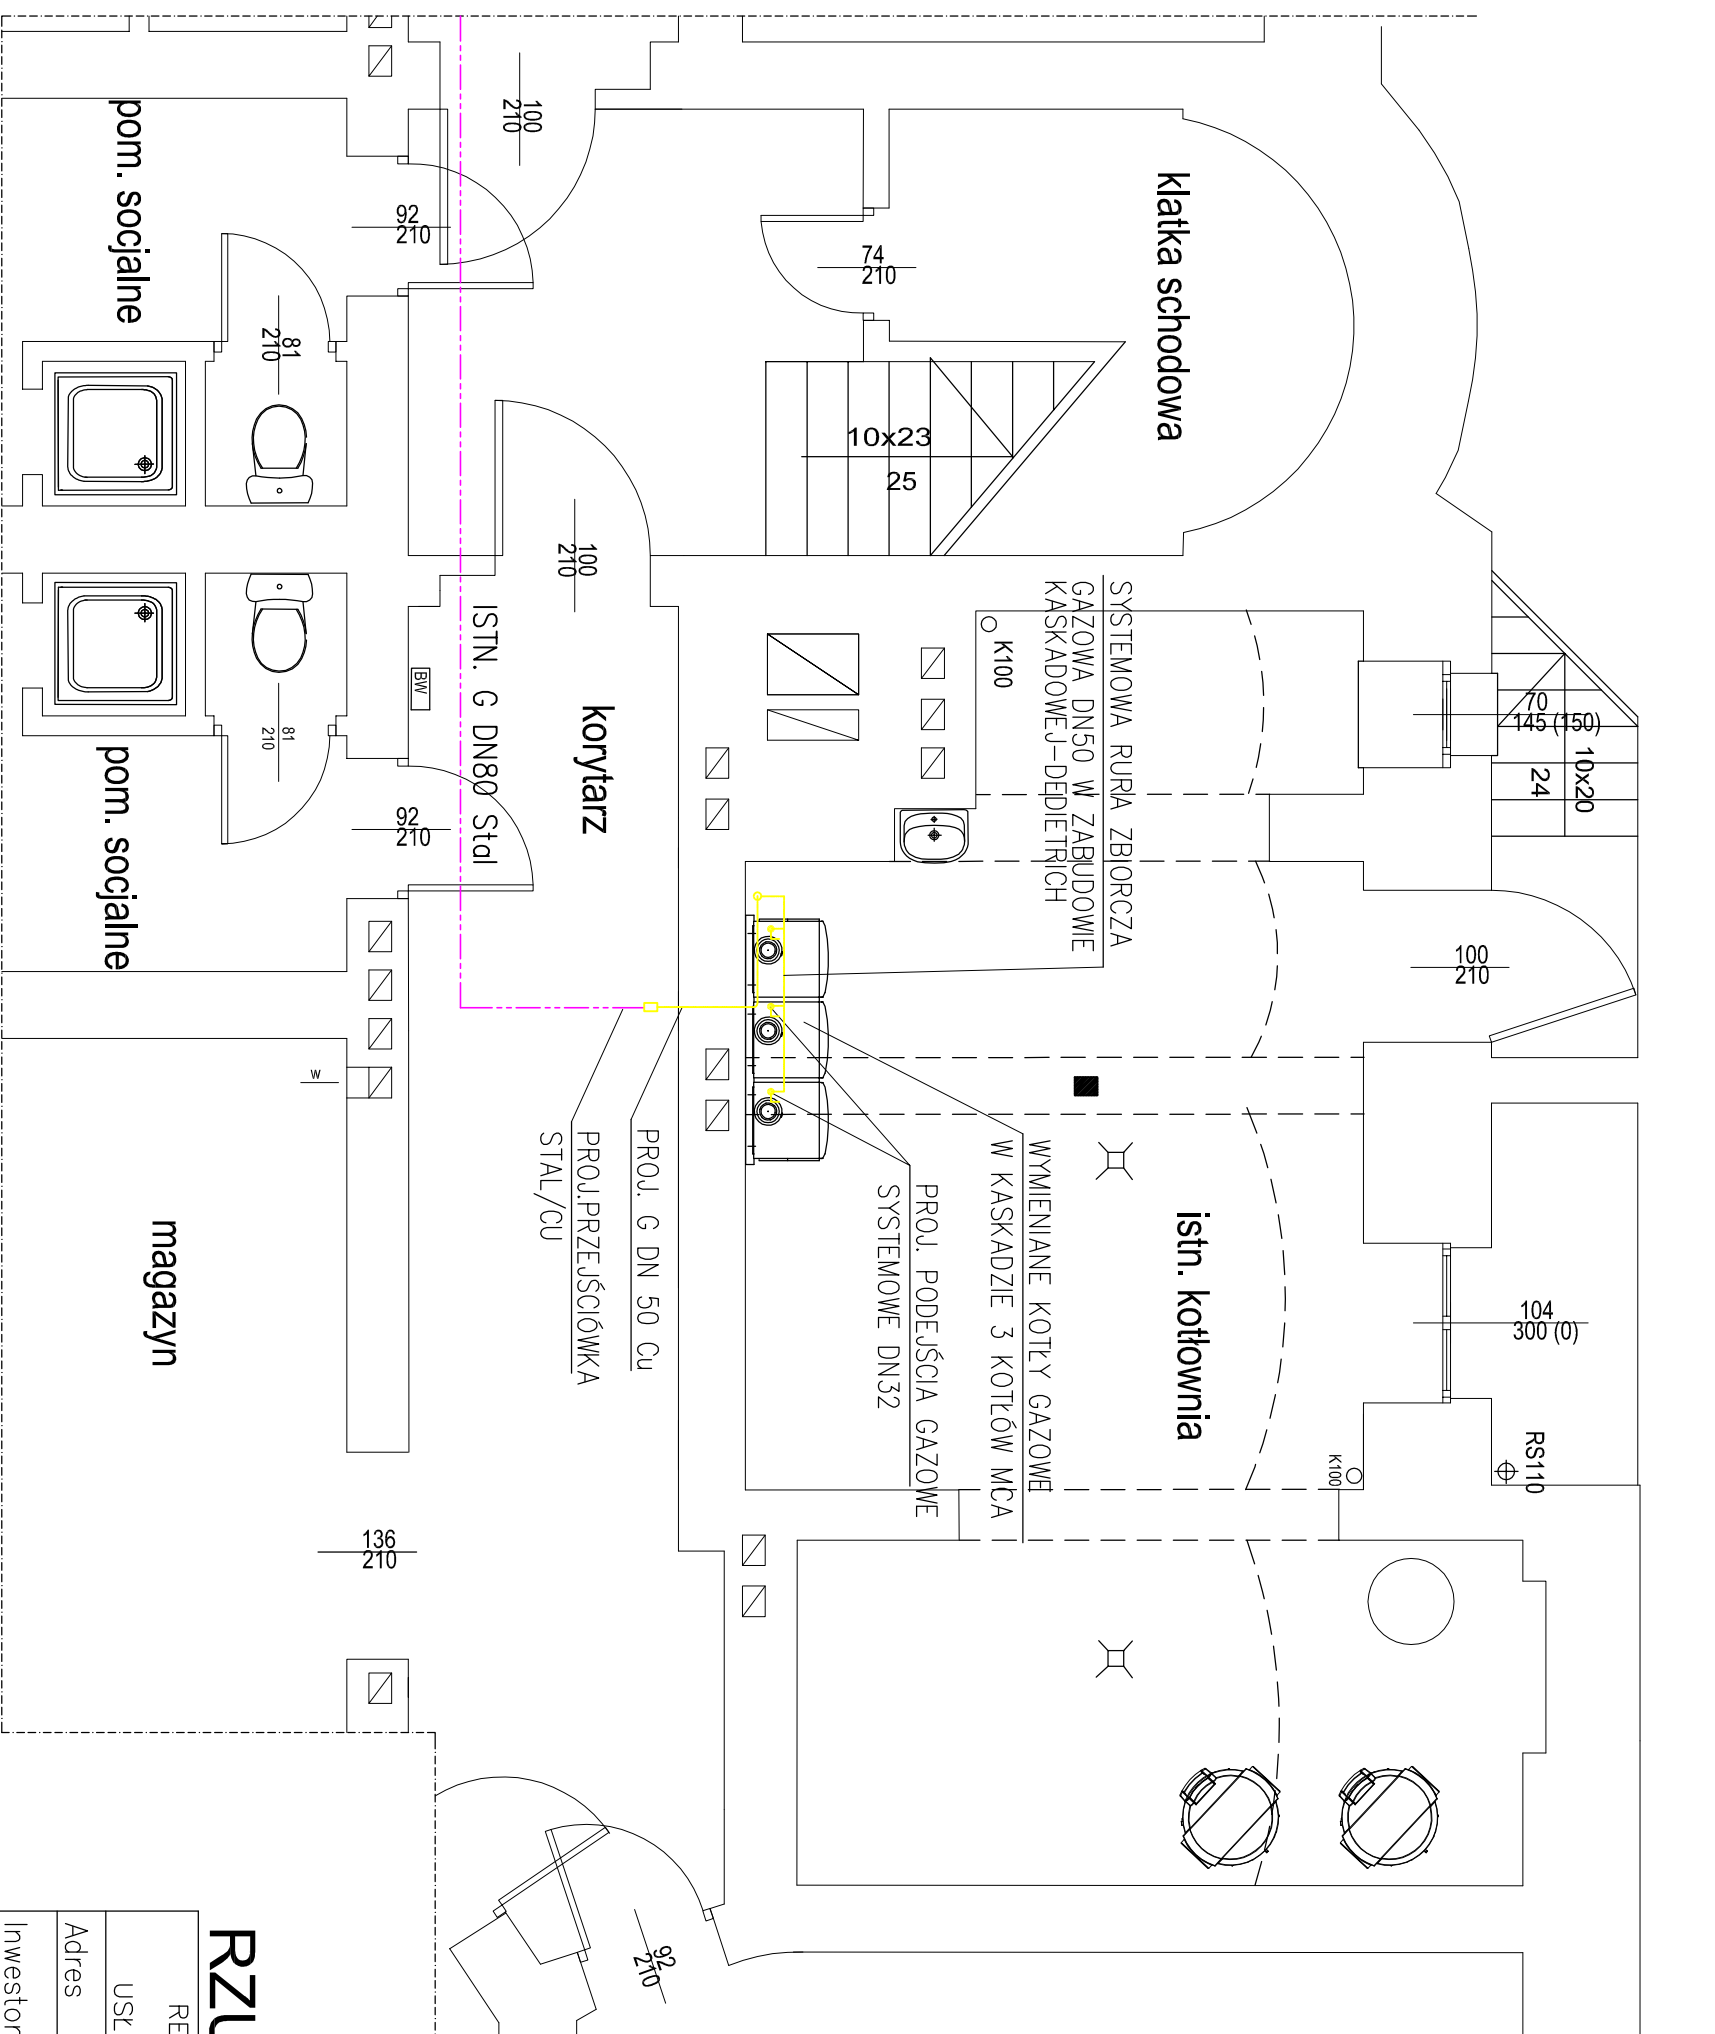 pom. socjalne
100
210
92
210
74
210
klatka schodowa
81
210
10x23
25
100
210
ISTN. G DN80 Stal
BW
korytarz
81
210
92
210
pom. socjalne
K100
SYSTEMOWA RURA ZBIORCZA
GAZOWA DN50 W ZABUDOWIE
KASKADOWEJ-DEDIETRICH
70
145 (150)
10x20
24
100
210
W
magazyn
PROJ. G DN 50 Cu
PROJ.PRZEJŚCIÓWKA
STAL/CU
PROJ. PODEJŚCIA GAZOWE
SYSTEMOWE DN32
WYMIENIANE KOTŁY GAZOWE
W KASKADZIE 3 KOTŁÓW MCA
istn. kotłownia
104
300 (0)
K100
RS110
136
210
92
210
Adres
Inwestor